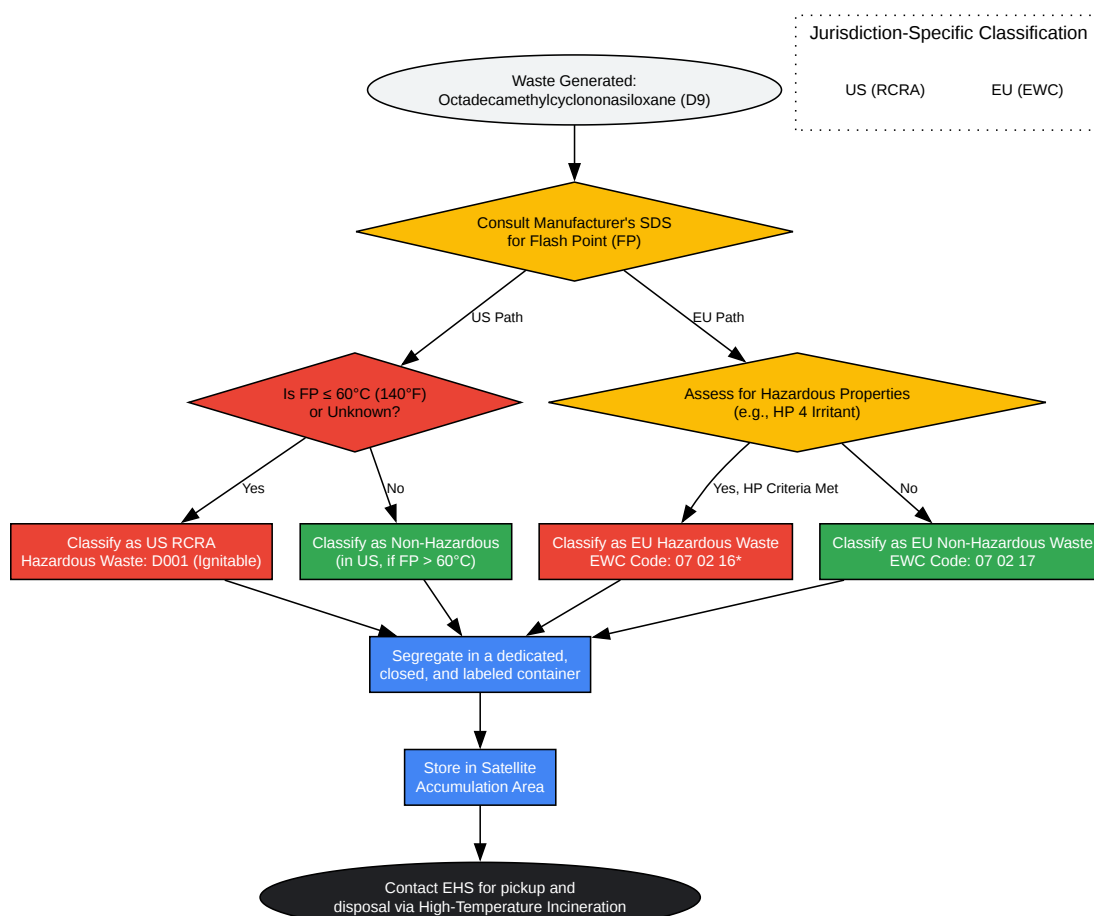 Jurisdiction-Specific Classification
US (RCRA)
EU (EWC)
Waste Generated:
Octadecamethylcyclononasiloxane (D9)
Consult Manufacturer's SDS
for Flash Point (FP)
US Path
EU Path
Is FP ≤ 60°C (140°F)
or Unknown?
Assess for Hazardous Properties
(e.g., HP 4 Irritant)
Yes
No
Yes, HP Criteria Met
No
Classify as US RCRA
Hazardous Waste: D001 (Ignitable)
Classify as Non-Hazardous
(in US, if FP > 60°C)
Classify as EU Hazardous Waste
EWC Code: 07 02 16*
Classify as EU Non-Hazardous Waste
EWC Code: 07 02 17
Segregate in a dedicated,
closed, and labeled container
Store in Satellite
Accumulation Area
Contact EHS for pickup and
disposal via High-Temperature Incineration